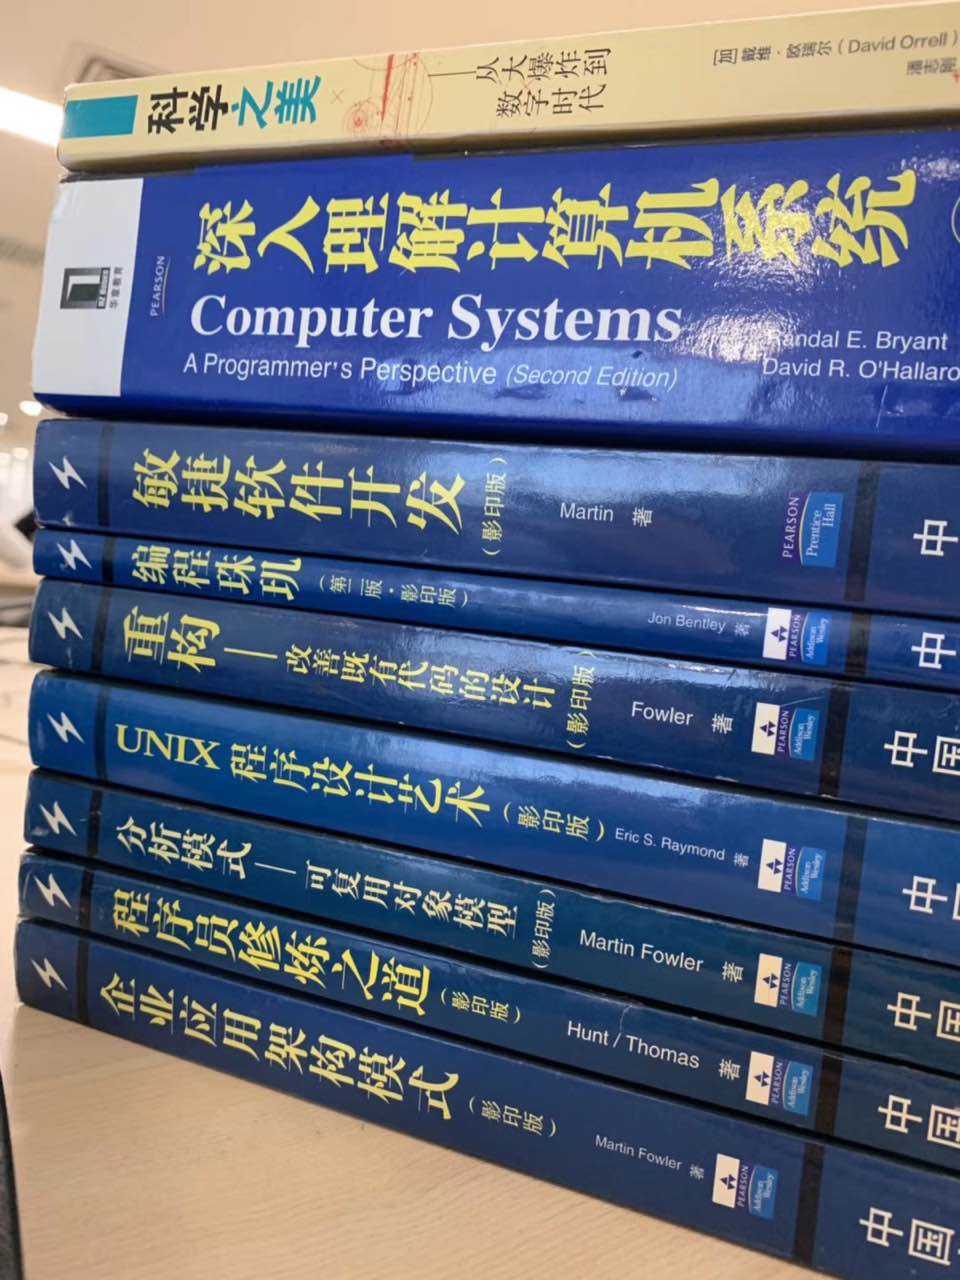 科学之美
——从大爆炸到
数字时代
[加] 戴维·欧瑞尔 (David Orrell)
潘志刚
华章教育
PEARSON
深入理解计算机系统
Computer Systems
A Programmer's Perspective (Second Edition)
Randal E. Bryant
David R. O'Hallaro
敏捷软件开发
(影印版)
Martin 著
PEARSON
Prentice Hall
中
编程珠玑
(第二版·影印版)
Jon Bentley 著
PEARSON
Addison Wesley
中
重构——改善既有代码的设计
(影印版)
Fowler 著
PEARSON
Addison Wesley
中国
UNIX 程序设计艺术
(影印版)
Eric S. Raymond 著
PEARSON
Addison Wesley
中
分析模式——可复用对象模型
(影印版)
Martin Fowler 著
PEARSON
Addison Wesley
中国
程序员修炼之道
(影印版)
Hunt / Thomas 著
PEARSON
Addison Wesley
中国
企业应用架构模式
(影印版)
Martin Fowler 著
PEARSON
Addison Wesley
中国